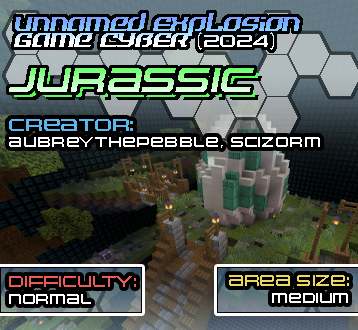 UNNAMED EXPLOSION
GAME CYBER (2024)
JURASSIC
CREATOR:
AUBREYTHEPEBBLE, SCIZORM
DIFFICULTY:
NORMAL
AREA SIZE:
MEDIUM